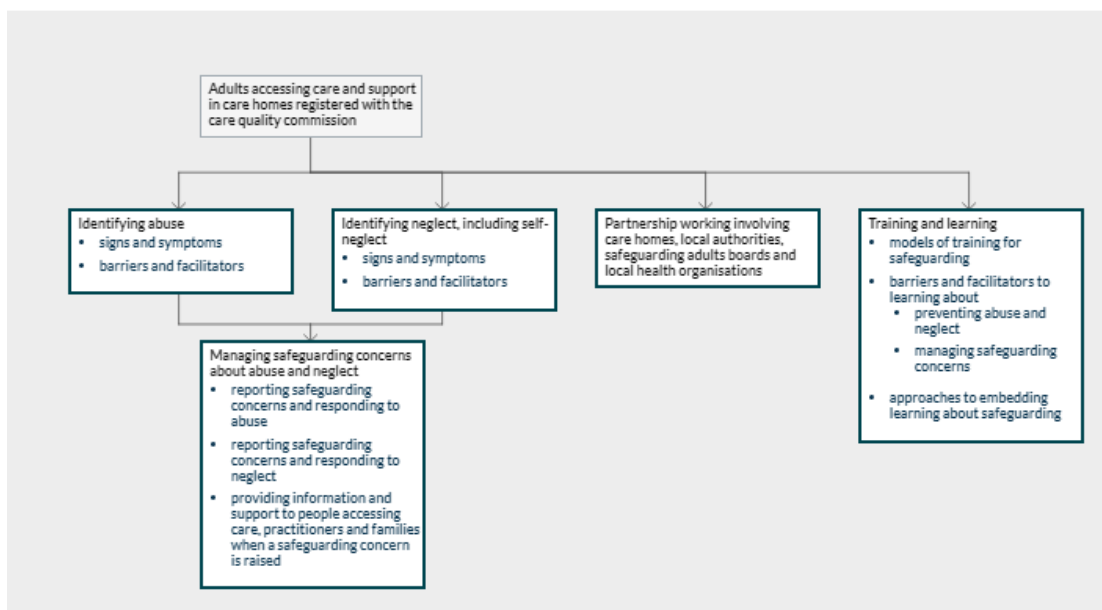 Adults accessing care and support
in care homes registered with the
care quality commission
Identifying abuse
• signs and symptoms
• barriers and facilitators
Identifying neglect, including self-
neglect
• signs and symptoms
• barriers and facilitators
Partnership working involving
care homes, local authorities,
safeguarding adults boards and
local health organisations
Training and learning
• models of training for
safeguarding
• barriers and facilitators to
learning about
• preventing abuse and
neglect
• managing safeguarding
concerns
• approaches to embedding
learning about safeguarding
Managing safeguarding concerns
about abuse and neglect
• reporting safeguarding
concerns and responding to
abuse
• reporting safeguarding
concerns and responding to
neglect
• providing information and
support to people accessing
care, practitioners and families
when a safeguarding concern
is raised